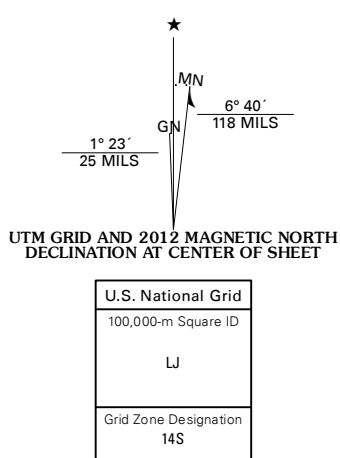 ★
MN
GN
6° 40´
118 MILS
1° 23´
25 MILS
UTM GRID AND 2012 MAGNETIC NORTH
DECLINATION AT CENTER OF SHEET
U.S. National Grid
100,000-m Square ID
LJ
Grid Zone Designation
14S